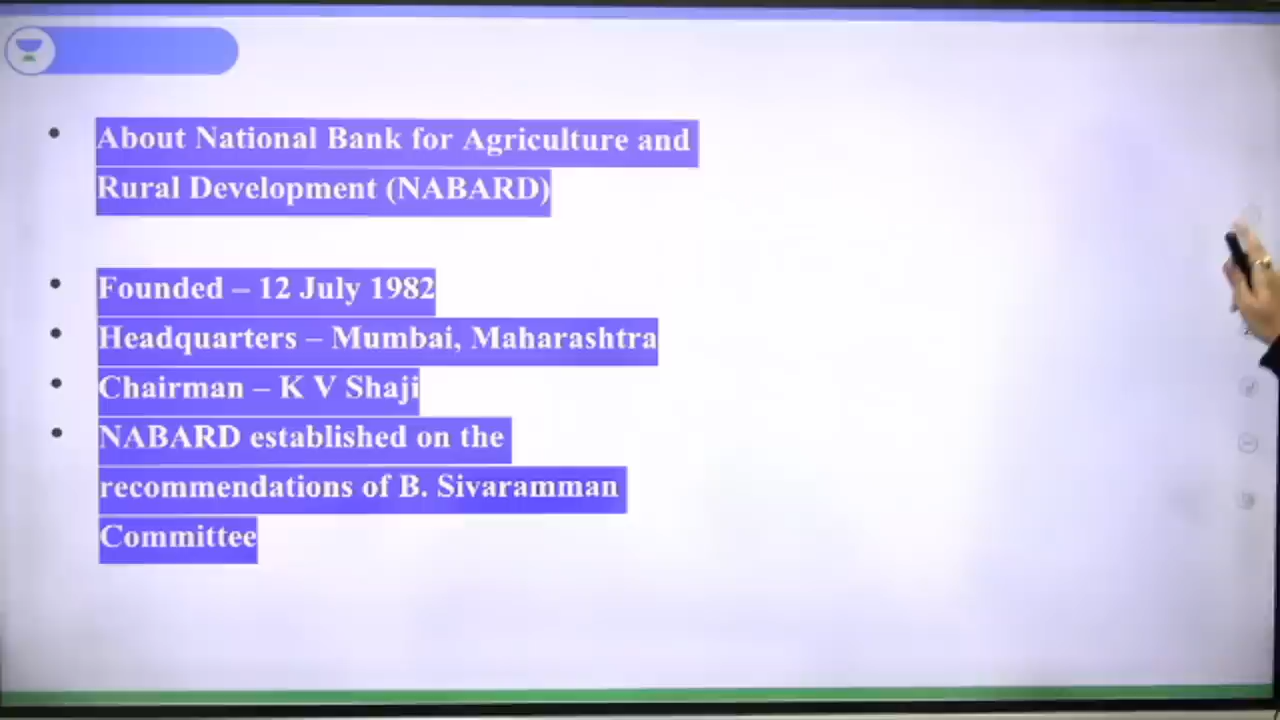 About National Bank for Agriculture and
Rural Development (NABARD)
Founded – 12 July 1982
Headquarters – Mumbai, Maharashtra
Chairman – K V Shaji
NABARD established on the
recommendations of B. Sivaramman
Committee